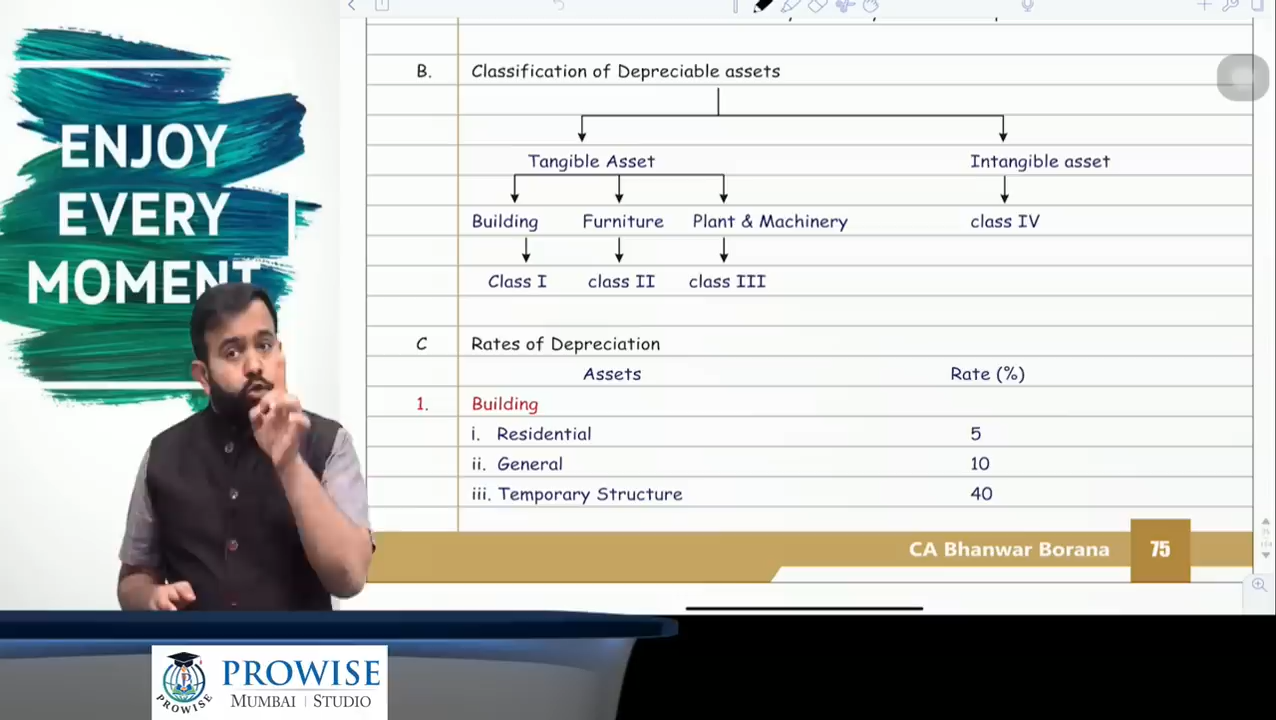 ENJOY
EVERY
MOMENT
B. Classification of Depreciable assets
Tangible Asset Intangible asset
Building Furniture Plant & Machinery class IV
Class I class II class III
C Rates of Depreciation
Assets Rate (%)
1. Building
i. Residential 5
ii. General 10
iii. Temporary Structure 40
CA Bhanwar Borana 75
PROWISE
PROWISE
MUMBAI | STUDIO